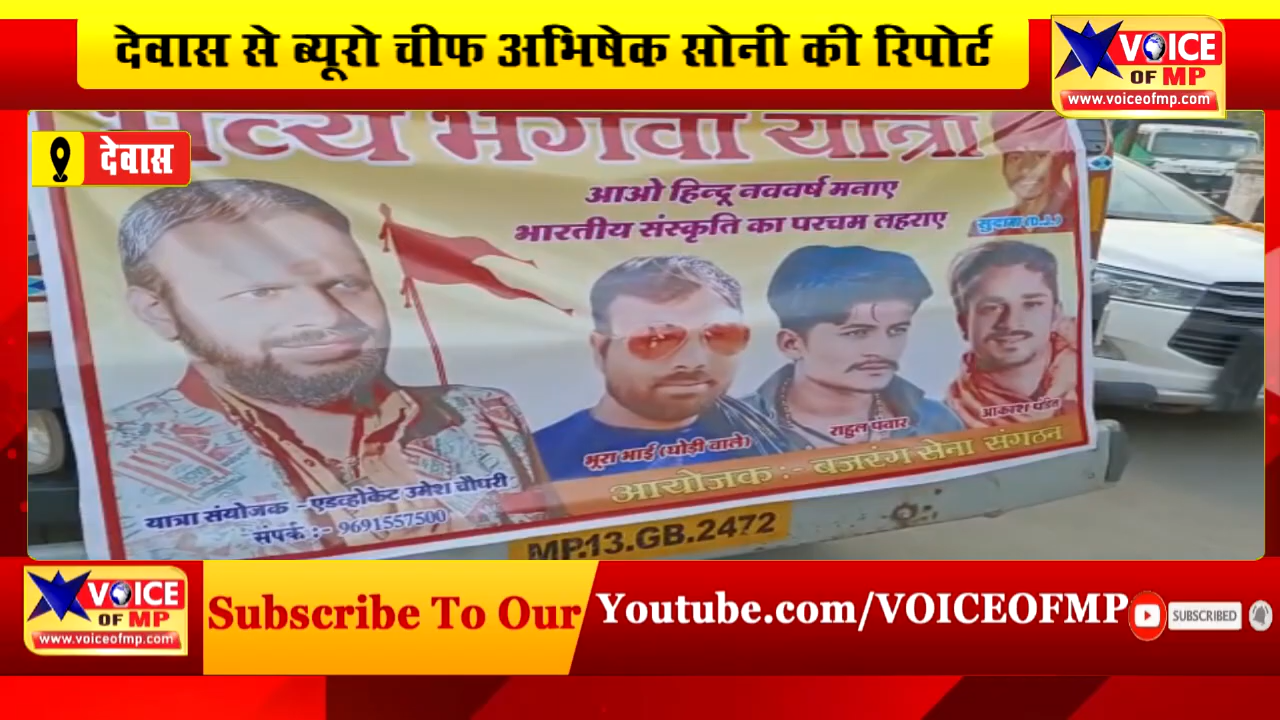 देवास से ब्यूरो चीफ अभिषेक सोनी की रिपोर्ट
VOICE
OF MP
www.voiceofmp.com
देवास
भव्य भगवा यात्रा
आओ हिन्दू नववर्ष मनाए
भारतीय संस्कृति का परचम लहराए
सुदामा (D.J.)
भूरा भाई (घोड़ी वाले)
राहुल पंवार
आकाश पंडित
यात्रा संयोजक - एडव्होकेट उमेश चौधरी
संपर्क :- 9691557500
आयोजक :- बजरंग सेना संगठन
MP.13.GB.2472
VOICE
OF MP
www.voiceofmp.com
Subscribe To Our
Youtube.com/VOICEOFMP
SUBSCRIBED